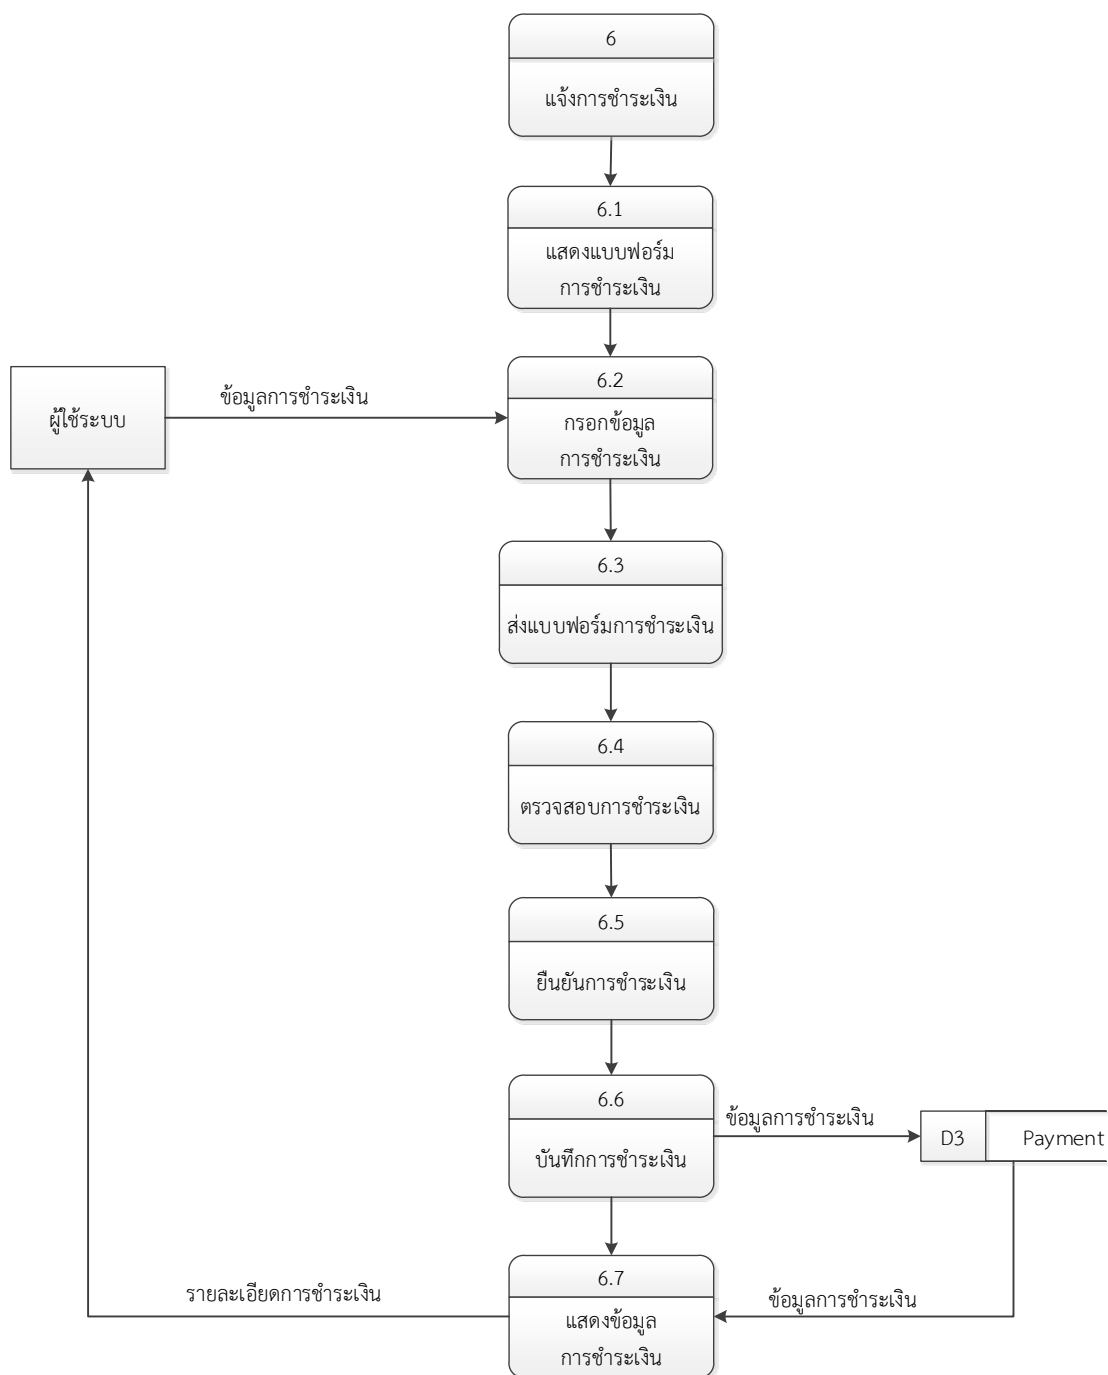 6
แจ้งการชำระเงิน
6.1
แสดงแบบฟอร์ม
การชำระเงิน
6.2
กรอกข้อมูล
การชำระเงิน
ข้อมูลการชำระเงิน
ผู้ใช้ระบบ
6.3
ส่งแบบฟอร์มการชำระเงิน
6.4
ตรวจสอบการชำระเงิน
6.5
ยืนยันการชำระเงิน
6.6
บันทึกการชำระเงิน
ข้อมูลการชำระเงิน
D3 Payment
6.7
แสดงข้อมูล
การชำระเงิน
รายละเอียดการชำระเงิน
ข้อมูลการชำระเงิน